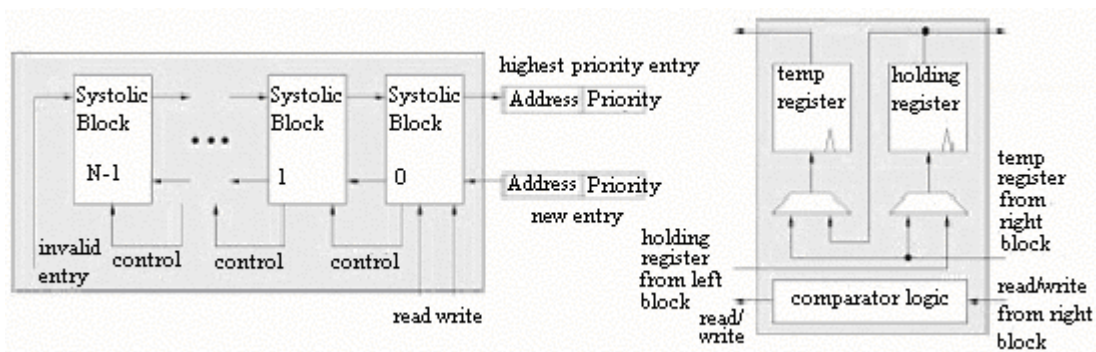 highest priority entry
Systolic
Block
N-1
Systolic
Block
1
Systolic
Block
0
Address Priority
Address Priority
new entry
invalid
entry
control
control
control
read write
temp
register
holding
register
temp
register
from
right
block
holding
register
from left
block
comparator logic
read/write
from right
block
read/
write